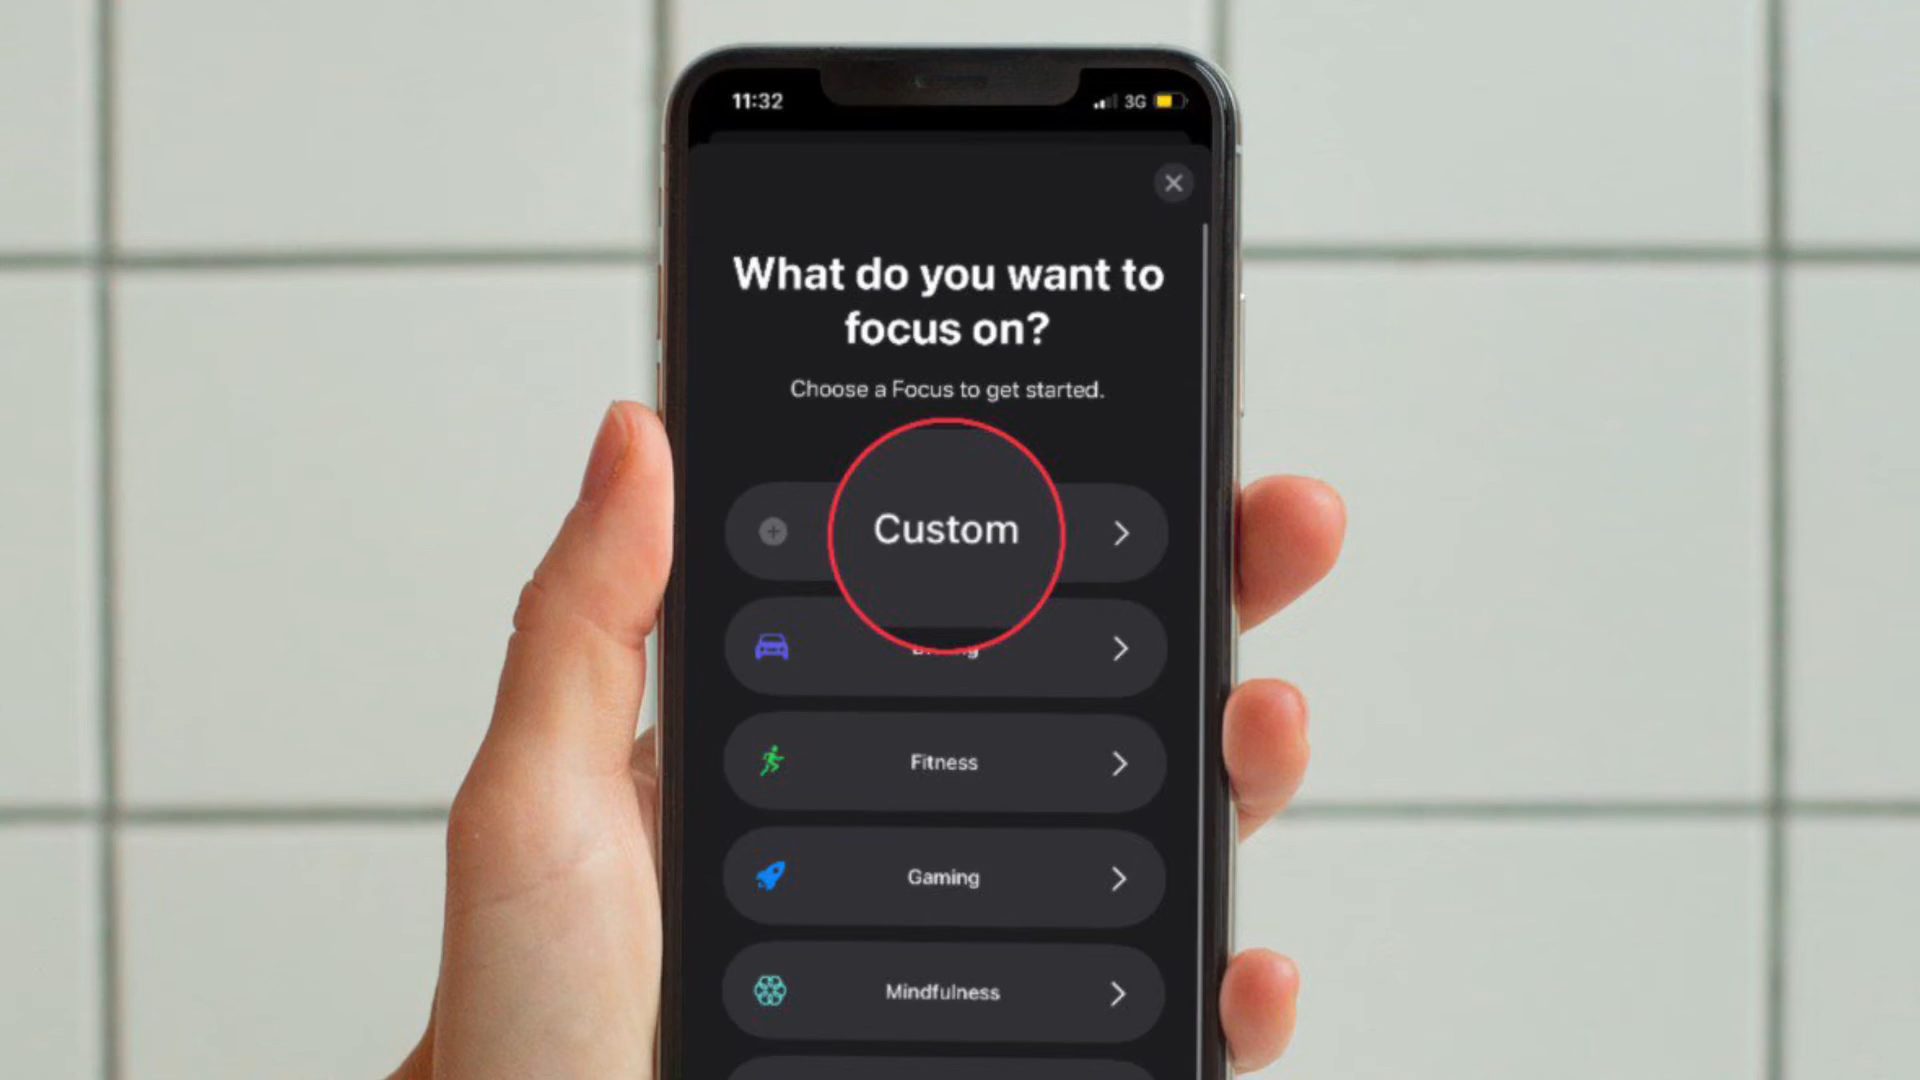 11:32
3G
What do you want to
focus on?
Choose a Focus to get started.
Custom
Fitness
Gaming
Mindfulness